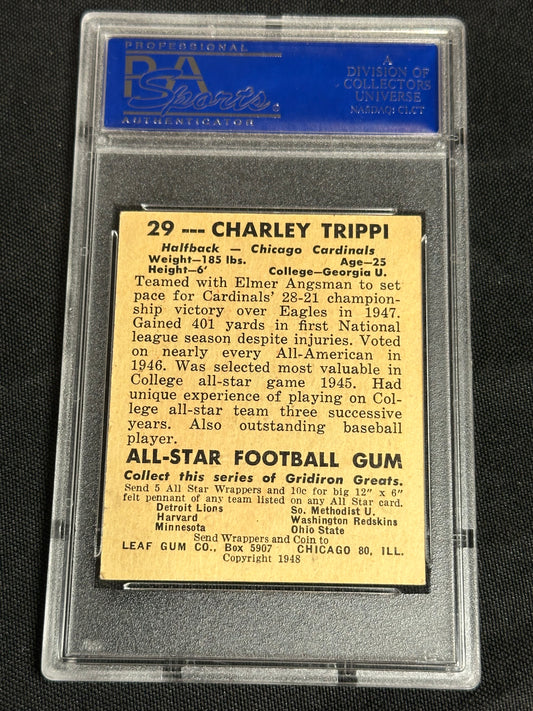 PROFESSIONAL
PSA
Sports
AUTHENTICATOR
A
DIVISION OF
COLLECTORS
UNIVERSE
NASDAQ: CLCT
29 --- CHARLEY TRIPPI
Halfback — Chicago Cardinals
Weight—185 lbs. Age—25
Height—6' College—Georgia U.
Teamed with Elmer Angsman to set
pace for Cardinals' 28-21 champion-
ship victory over Eagles in 1947.
Gained 401 yards in first National
league season despite injuries. Voted
on nearly every All-American in
1946. Was selected most valuable in
College all-star game 1945. Had
unique experience of playing on Col-
lege all-star team three successive
years. Also outstanding baseball
player.
ALL-STAR FOOTBALL GUM
Collect this series of Gridiron Greats.
Send 5 All Star Wrappers and 10c for big 12" x 6"
felt pennant of any team listed on any All Star card.
Detroit Lions So. Methodist U.
Harvard Washington Redskins
Minnesota Ohio State
Send Wrappers and Coin to
LEAF GUM CO., Box 5907 CHICAGO 80, ILL.
Copyright 1948